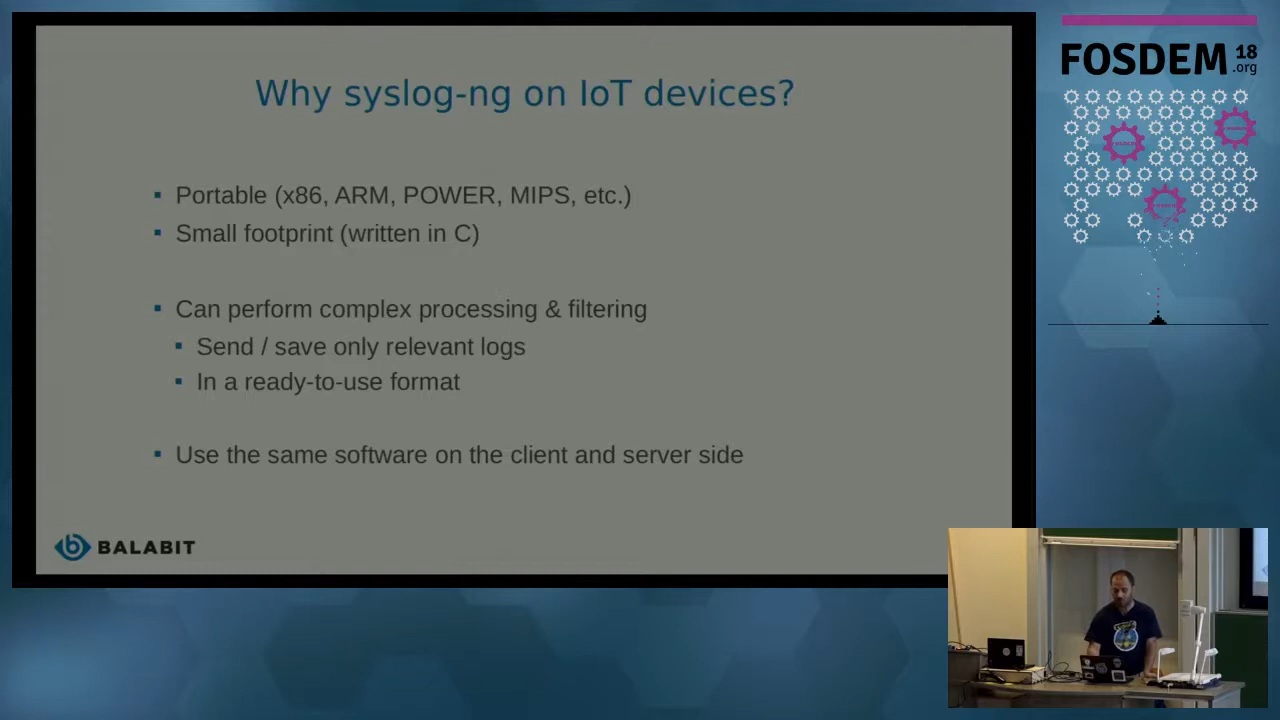 Why syslog-ng on IoT devices?
▪ Portable (x86, ARM, POWER, MIPS, etc.)
▪ Small footprint (written in C)
▪ Can perform complex processing & filtering
▪ Send / save only relevant logs
▪ In a ready-to-use format
▪ Use the same software on the client and server side
BALABIT
FOSDEM 18
.org